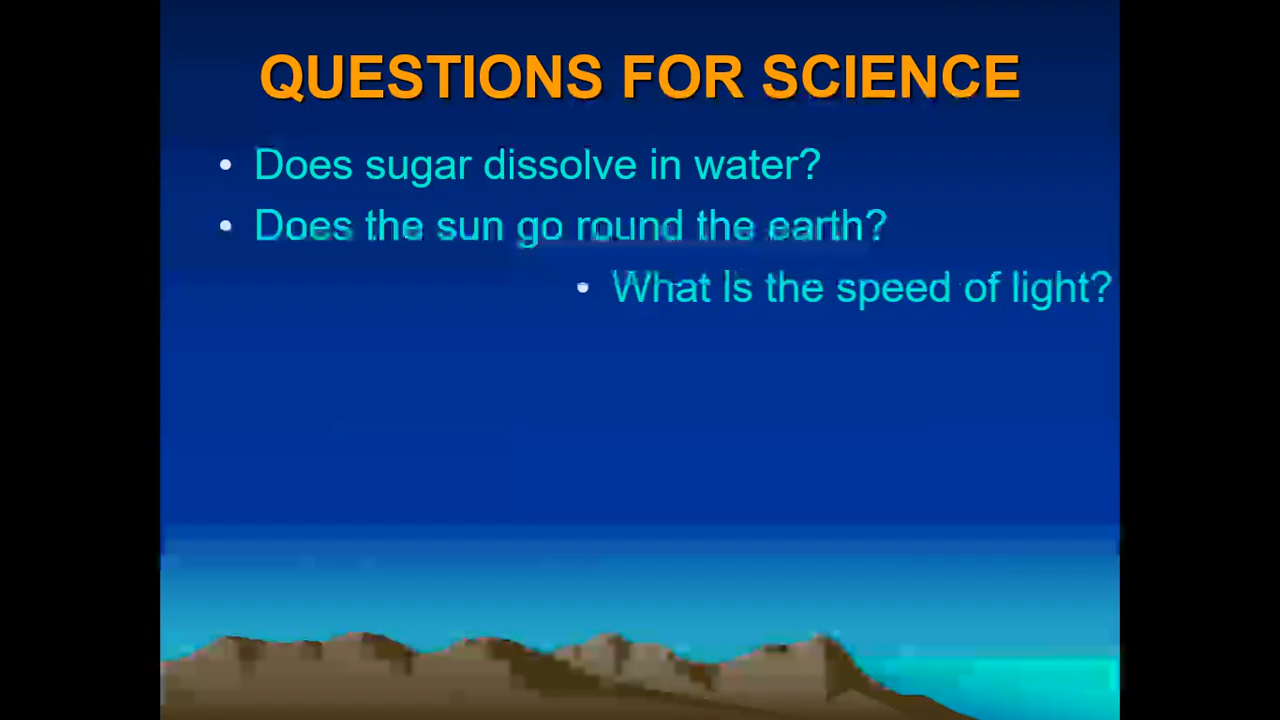 QUESTIONS FOR SCIENCE
• Does sugar dissolve in water?
• Does the sun go round the earth?
• What Is the speed of light?